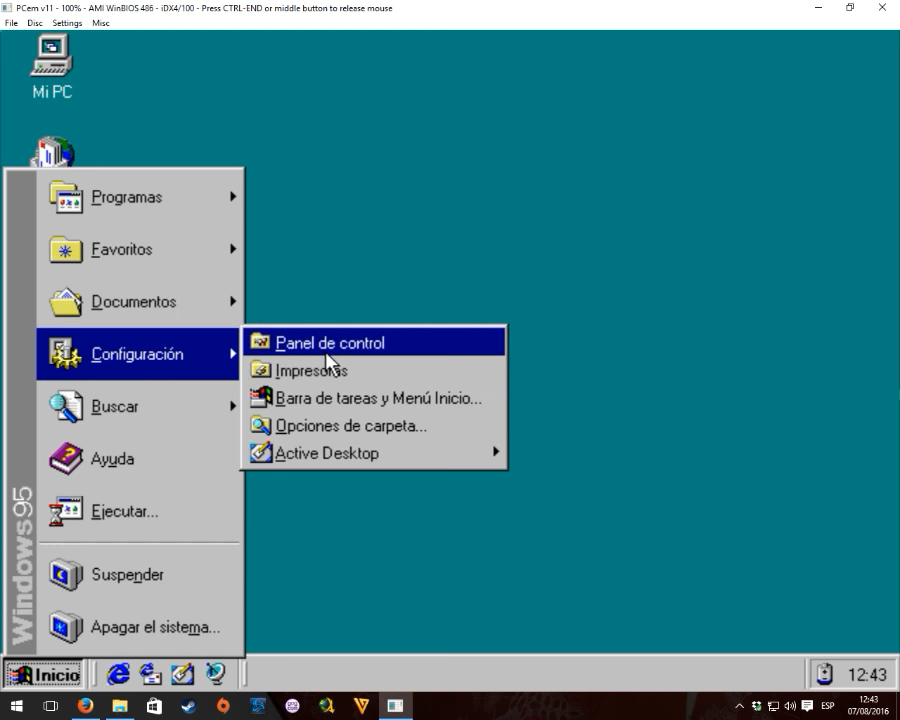 PCem v11 - 100% - AMI WinBIOS 486 - iDX4/100 - Press CTRL-END or middle button to release mouse
File Disc Settings Misc
Mi PC
Programas
Favoritos
Documentos
Configuración
Panel de control
Impresoras
Barra de tareas y Menú Inicio...
Opciones de carpeta...
Active Desktop
Buscar
Ayuda
Ejecutar...
Suspender
Apagar el sistema...
Windows95
Inicio
12:43
ESP
12:43
07/08/2016